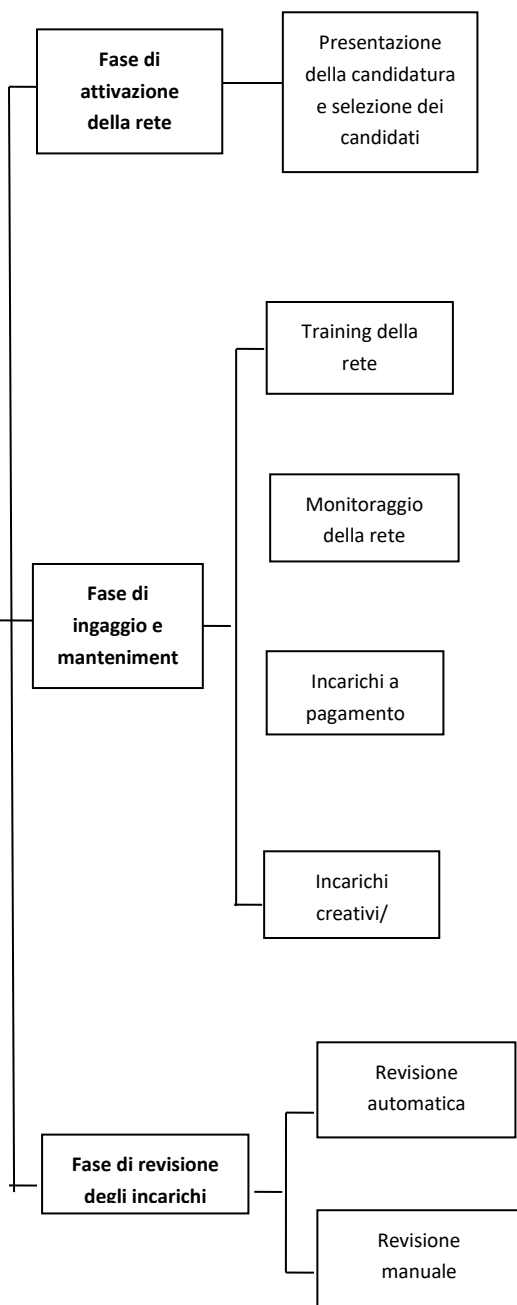 Fase di
attivazione
della rete
Presentazione
della candidatura
e selezione dei
candidati
Fase di
ingaggio e
manteniment
Training della
rete
Monitoraggio
della rete
Incarichi a
pagamento
Incarichi
creativi/
Fase di revisione
degli incarichi
Revisione
automatica
Revisione
manuale